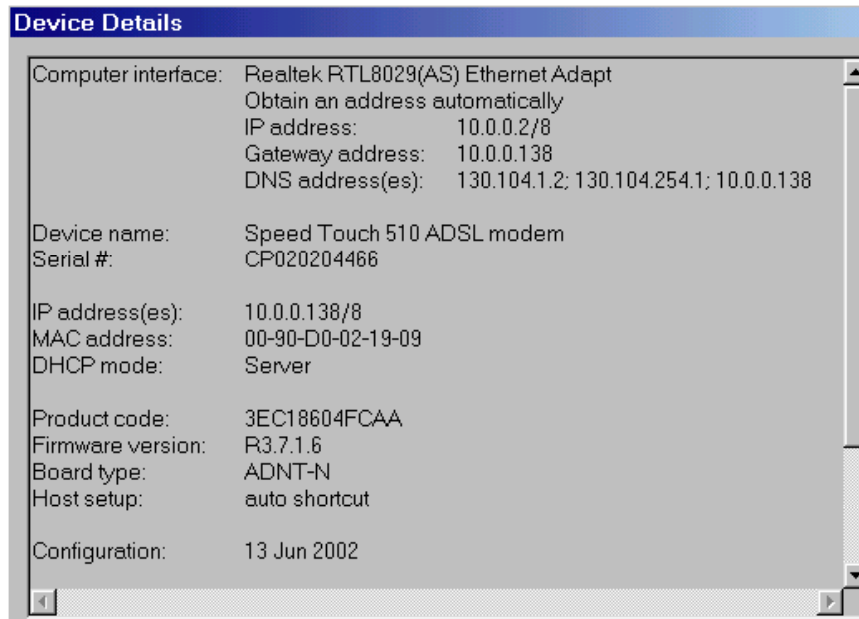 Device Details
Computer interface: Realtek RTL8029(AS) Ethernet Adapt
Obtain an address automatically
IP address: 10.0.0.2/8
Gateway address: 10.0.0.138
DNS address(es): 130.104.1.2; 130.104.254.1; 10.0.0.138
Device name: Speed Touch 510 ADSL modem
Serial #: CP020204466
IP address(es): 10.0.0.138/8
MAC address: 00-90-D0-02-19-09
DHCP mode: Server
Product code: 3EC18604FCAA
Firmware version: R3.7.1.6
Board type: ADNT-N
Host setup: auto shortcut
Configuration: 13 Jun 2002